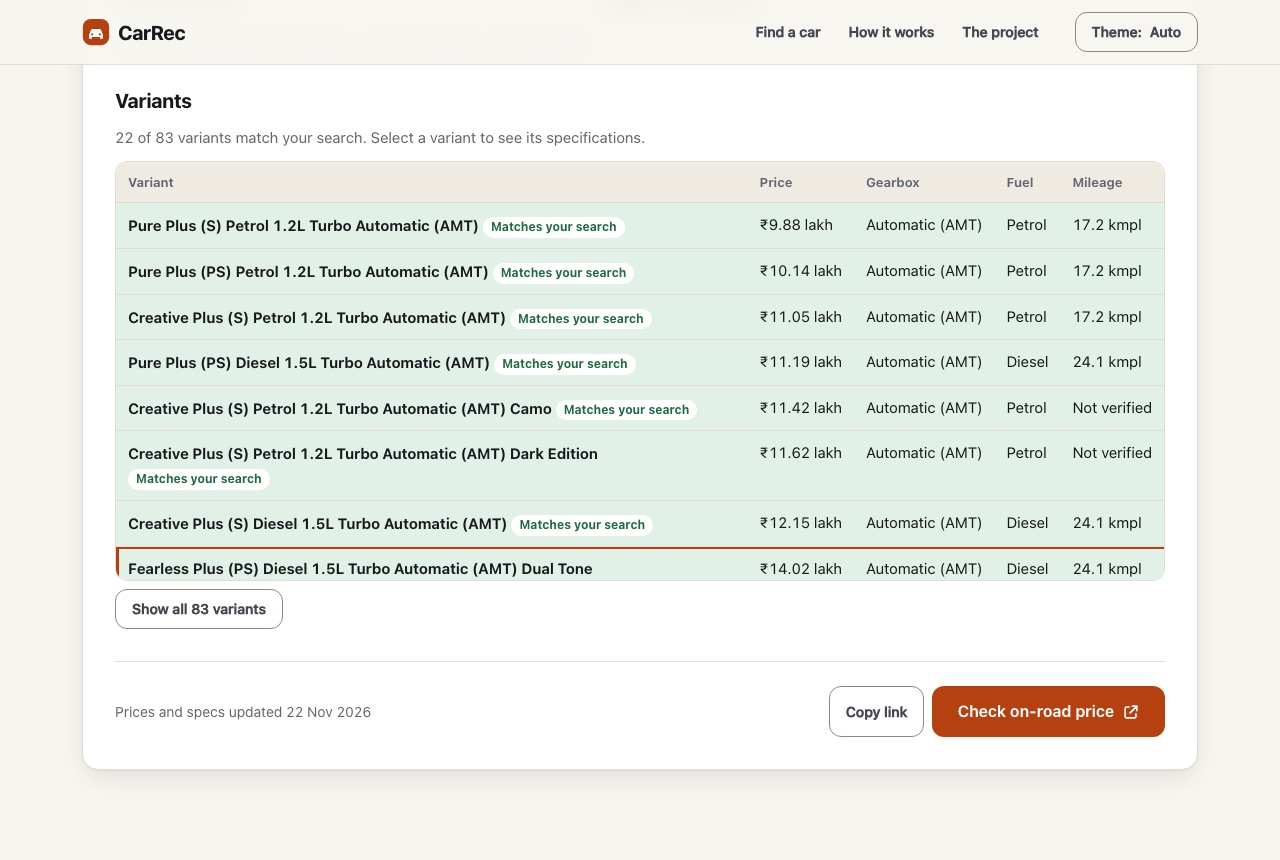 CarRec
Find a car
How it works
The project
Theme: Auto
Variants
22 of 83 variants match your search. Select a variant to see its specifications.
Variant Price Gearbox Fuel Mileage
Pure Plus (S) Petrol 1.2L Turbo Automatic (AMT) Matches your search ₹9.88 lakh Automatic (AMT) Petrol 17.2 kmpl
Pure Plus (PS) Petrol 1.2L Turbo Automatic (AMT) Matches your search ₹10.14 lakh Automatic (AMT) Petrol 17.2 kmpl
Creative Plus (S) Petrol 1.2L Turbo Automatic (AMT) Matches your search ₹11.05 lakh Automatic (AMT) Petrol 17.2 kmpl
Pure Plus (PS) Diesel 1.5L Turbo Automatic (AMT) Matches your search ₹11.19 lakh Automatic (AMT) Diesel 24.1 kmpl
Creative Plus (S) Petrol 1.2L Turbo Automatic (AMT) Camo Matches your search ₹11.42 lakh Automatic (AMT) Petrol Not verified
Creative Plus (S) Petrol 1.2L Turbo Automatic (AMT) Dark Edition ₹11.62 lakh Automatic (AMT) Petrol Not verified
Matches your search
Creative Plus (S) Diesel 1.5L Turbo Automatic (AMT) Matches your search ₹12.15 lakh Automatic (AMT) Diesel 24.1 kmpl
Fearless Plus (PS) Diesel 1.5L Turbo Automatic (AMT) Dual Tone ₹14.02 lakh Automatic (AMT) Diesel 24.1 kmpl
Show all 83 variants
Prices and specs updated 22 Nov 2026
Copy link
Check on-road price